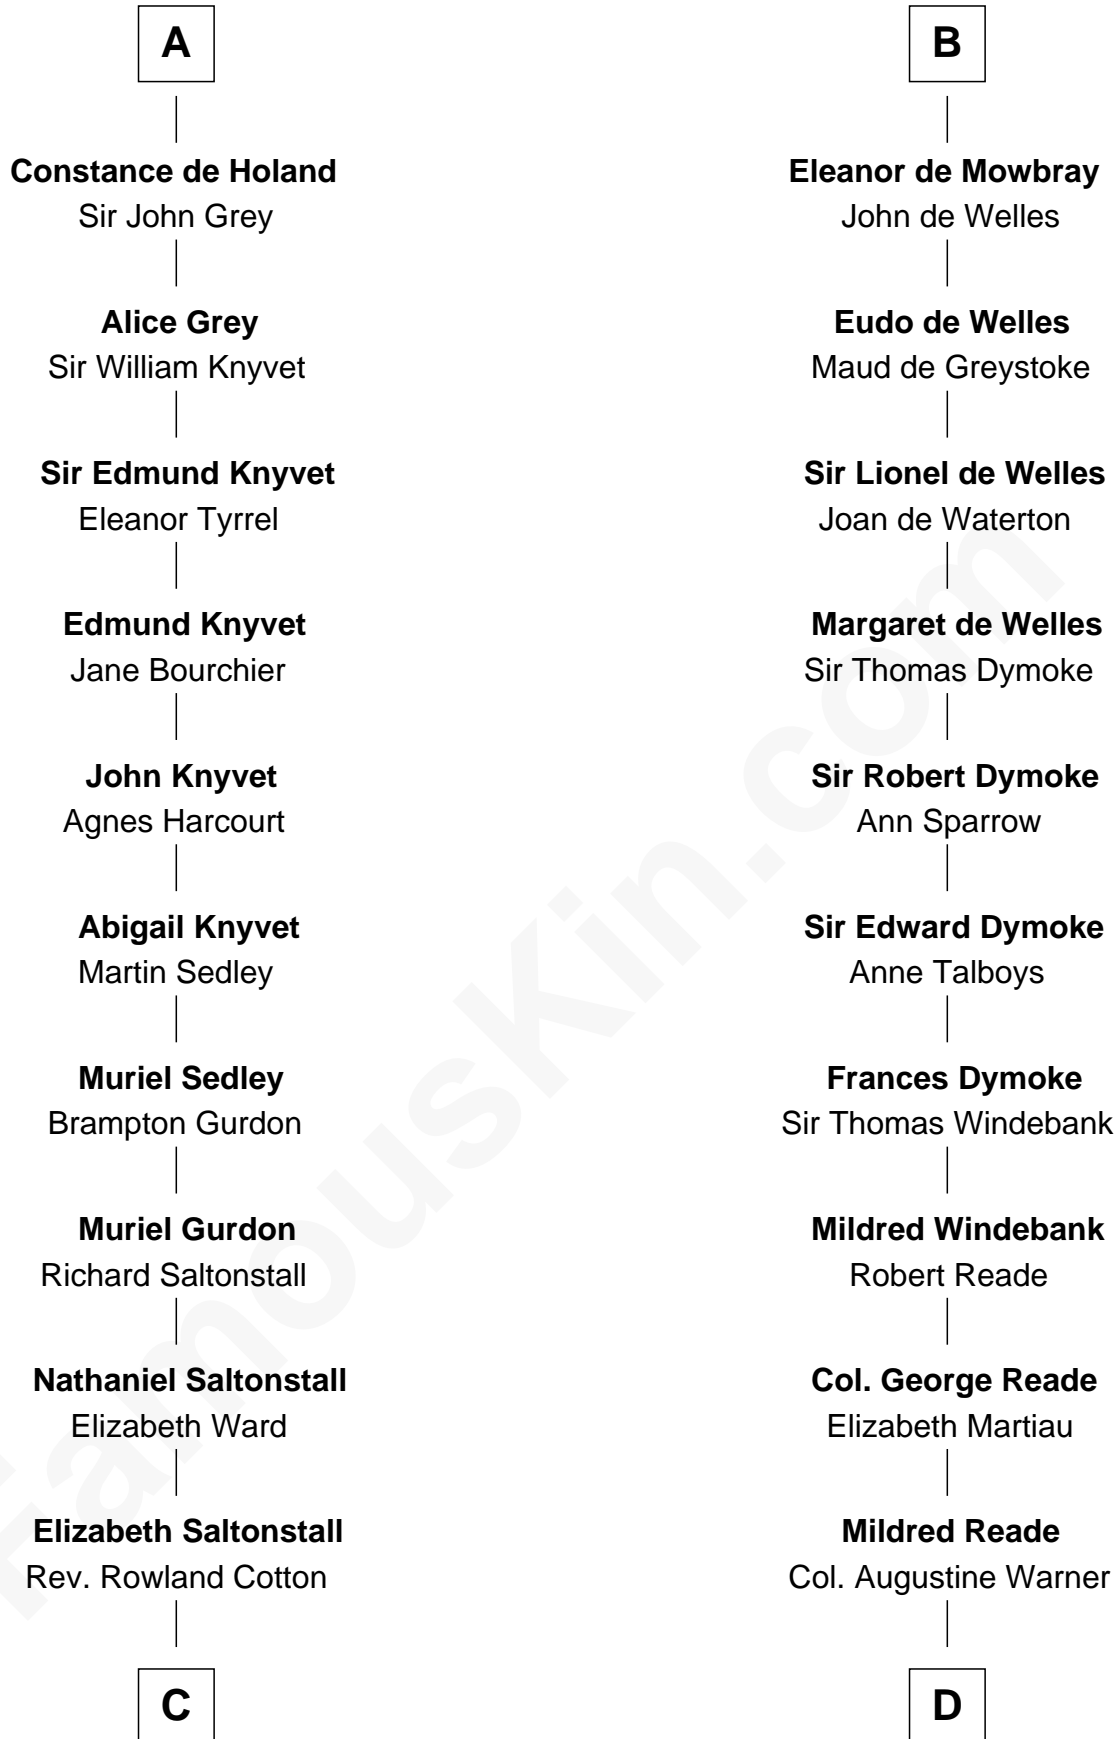 A
Constance de Holand
Sir John Grey
Alice Grey
Sir William Knyvet
Sir Edmund Knyvet
Eleanor Tyrrel
Edmund Knyvet
Jane Bourchier
John Knyvet
Agnes Harcourt
Abigail Knyvet
Martin Sedley
Muriel Sedley
Brampton Gurdon
Muriel Gurdon
Richard Saltonstall
Nathaniel Saltonstall
Elizabeth Ward
Elizabeth Saltonstall
Rev. Rowland Cotton
C
B
Eleanor de Mowbray
John de Welles
Eudo de Welles
Maud de Greystoke
Sir Lionel de Welles
Joan de Waterton
Margaret de Welles
Sir Thomas Dymoke
Sir Robert Dymoke
Ann Sparrow
Sir Edward Dymoke
Anne Talboys
Frances Dymoke
Sir Thomas Windebank
Mildred Windebank
Robert Reade
Col. George Reade
Elizabeth Martiau
Mildred Reade
Col. Augustine Warner
D
FamousKin.com